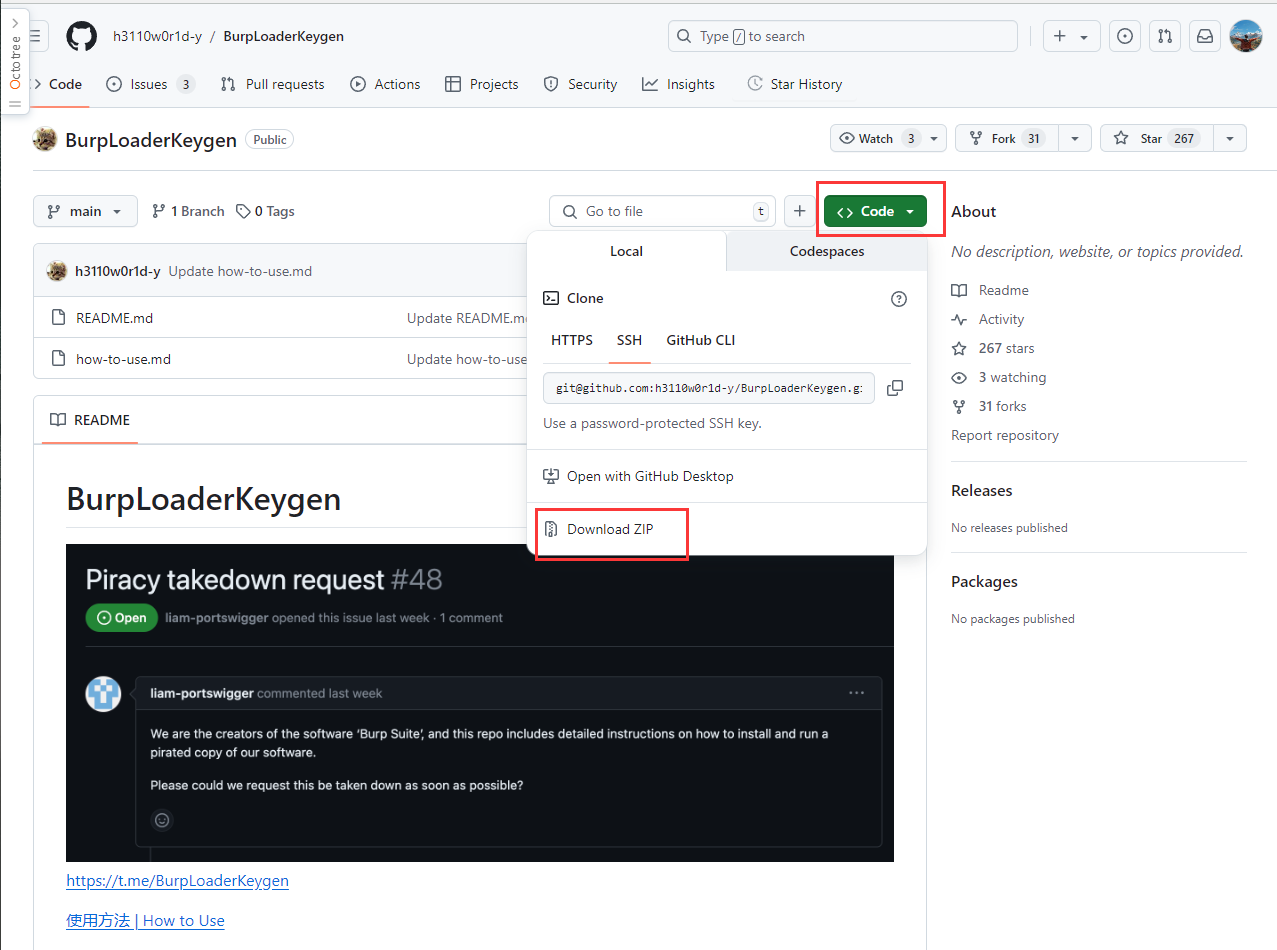 Octotree
h3110w0r1d-y / BurpLoaderKeygen
Type / to search
Code
Issues 3
Pull requests
Actions
Projects
Security
Insights
Star History
BurpLoaderKeygen Public
Watch 3
Fork 31
Star 267
main
1 Branch
0 Tags
Go to file t
Code
About
Local
Codespaces
No description, website, or topics provided.
h3110w0r1d-y Update how-to-use.md
Clone
Readme
README.md Update README.m
Activity
HTTPS SSH GitHub CLI
267 stars
how-to-use.md Update how-to-use
3 watching
git@github.com:h3110w0r1d-y/BurpLoaderKeygen.gi
31 forks
README
Use a password-protected SSH key.
Report repository
Open with GitHub Desktop
Releases
BurpLoaderKeygen
Download ZIP
No releases published
Piracy takedown request #48
Packages
Open liam-portswigger opened this issue last week · 1 comment
No packages published
liam-portswigger commented last week
We are the creators of the software 'Burp Suite', and this repo includes detailed instructions on how to install and run a
pirated copy of our software.
Please could we request this be taken down as soon as possible?
https://t.me/BurpLoaderKeygen
使用方法 | How to Use